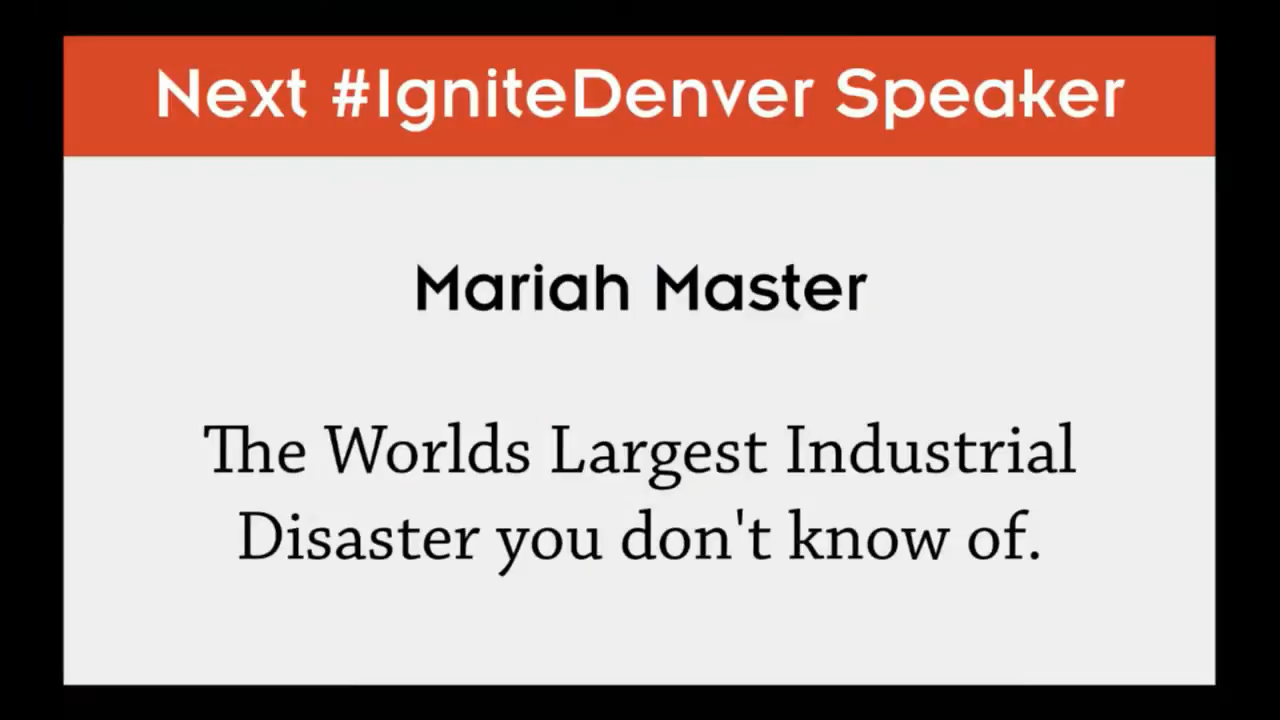 Next #IgniteDenver Speaker
Mariah Master
The Worlds Largest Industrial
Disaster you don't know of.